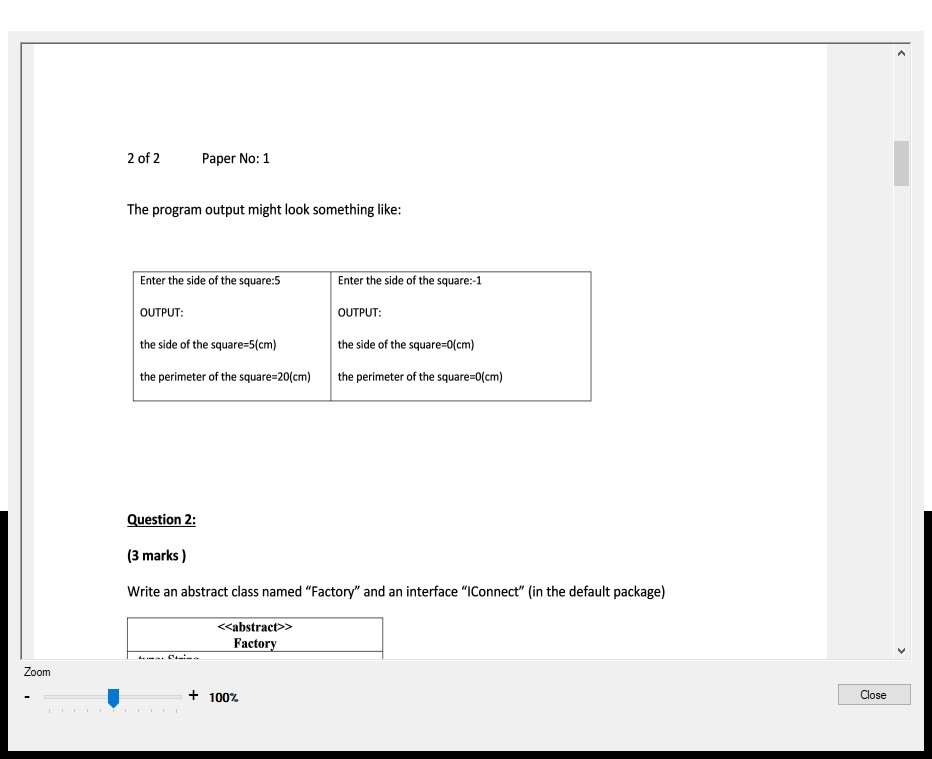 2 of 2 Paper No: 1
The program output might look something like:
Enter the side of the square:5
OUTPUT:
the side of the square=5(cm)
the perimeter of the square=20(cm)
Enter the side of the square:-1
OUTPUT:
the side of the square=0(cm)
the perimeter of the square=0(cm)
Question 2:
(3 marks )
Write an abstract class named “Factory” and an interface “IConnect” (in the default package)
<<abstract>>
Factory
Zoom
- + 100%
Close